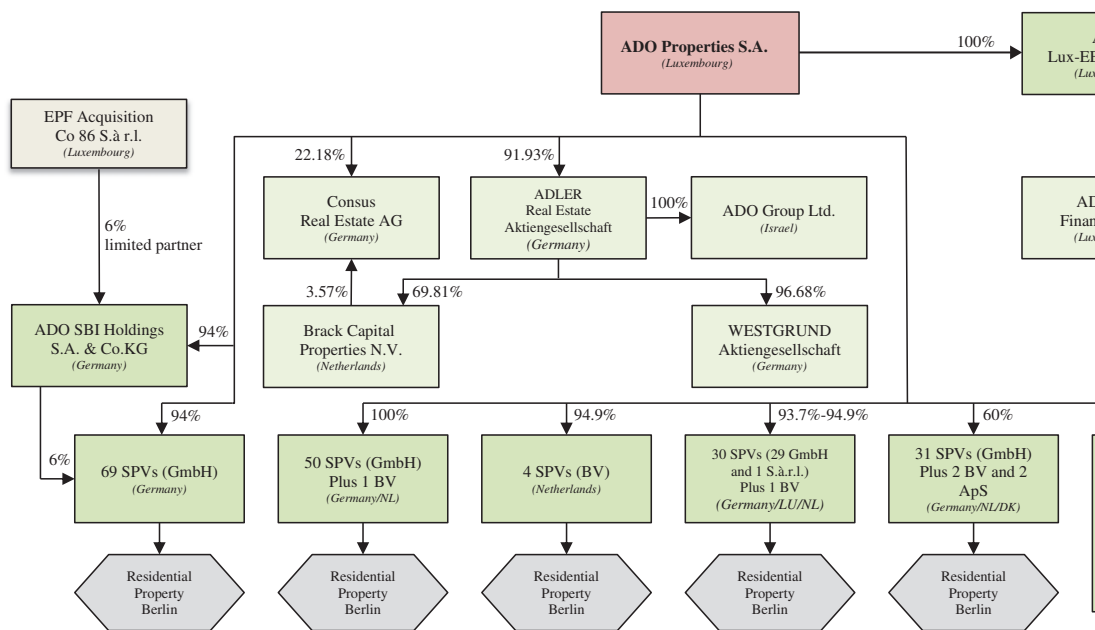 ADO Properties S.A.
(Luxembourg)
100%
EPF Acquisition
Co 86 S.à r.l.
(Luxembourg)
6%
limited partner
22.18%
91.93%
Consus
Real Estate AG
(Germany)
ADLER
Real Estate
Aktiengesellschaft
(Germany)
100%
ADO Group Ltd.
(Israel)
3.57%
69.81%
96.68%
ADO SBI Holdings
S.A. & Co.KG
(Germany)
94%
Brack Capital
Properties N.V.
(Netherlands)
WESTGRUND
Aktiengesellschaft
(Germany)
94%
100%
94.9%
93.7%-94.9%
60%
6%
69 SPVs (GmbH)
(Germany)
50 SPVs (GmbH)
Plus 1 BV
(Germany/NL)
4 SPVs (BV)
(Netherlands)
30 SPVs (29 GmbH
and 1 S.à.r.l.)
Plus 1 BV
(Germany/LU/NL)
31 SPVs (GmbH)
Plus 2 BV and 2
ApS
(Germany/NL/DK)
Residential
Property
Berlin
Residential
Property
Berlin
Residential
Property
Berlin
Residential
Property
Berlin
Residential
Property
Berlin